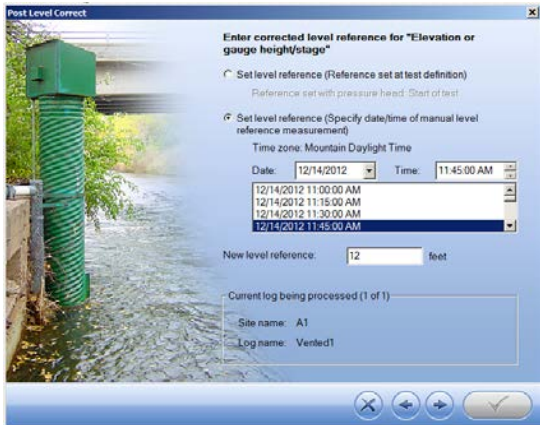 Post Level Correct
Enter corrected level reference for "Elevation or
gauge height/stage"
Set level reference (Reference set at test definition)
Reference set with pressure head: Start of test
Set level reference (Specify date/time of manual level
reference measurement)
Time zone: Mountain Daylight Time
Date: 12/14/2012 Time: 11:45:00 AM
12/14/2012 11:00:00 AM
12/14/2012 11:15:00 AM
12/14/2012 11:30:00 AM
12/14/2012 11:45:00 AM
New level reference: 12 feet
Current log being processed (1 of 1)
Site name: A1
Log name: Vented1